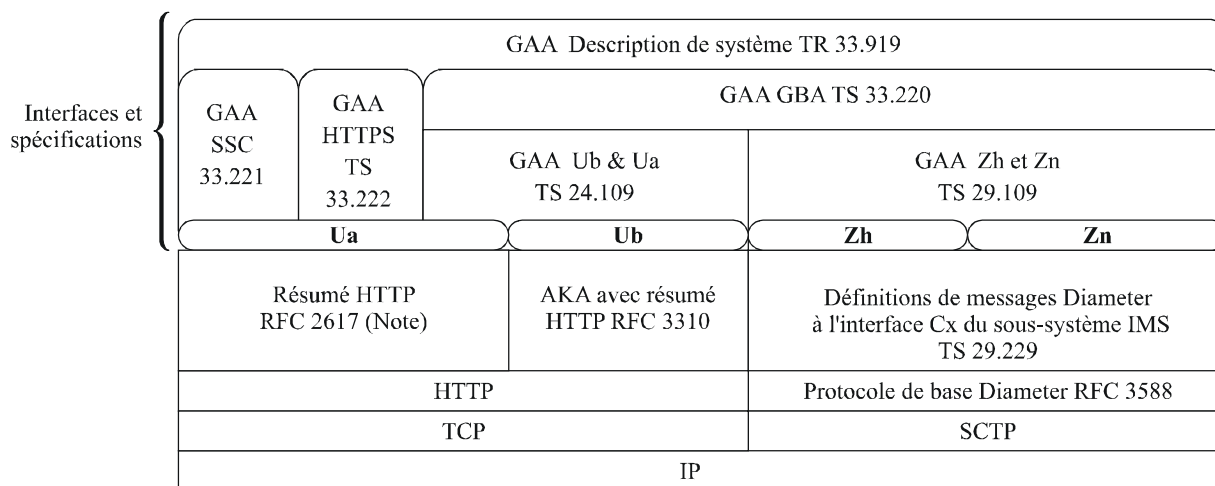 GAA Description de système TR 33.919
Interfaces et
spécifications
GAA
SSC
33.221
GAA
HTTPS
TS
33.222
GAA GBA TS 33.220
GAA Ub & Ua
TS 24.109
GAA Zh et Zn
TS 29.109
Ua
Ub
Zh
Zn
Résumé HTTP
RFC 2617 (Note)
AKA avec résumé
HTTP RFC 3310
Définitions de messages Diameter
à l'interface Cx du sous-système IMS
TS 29.229
HTTP
Protocole de base Diameter RFC 3588
TCP
SCTP
IP